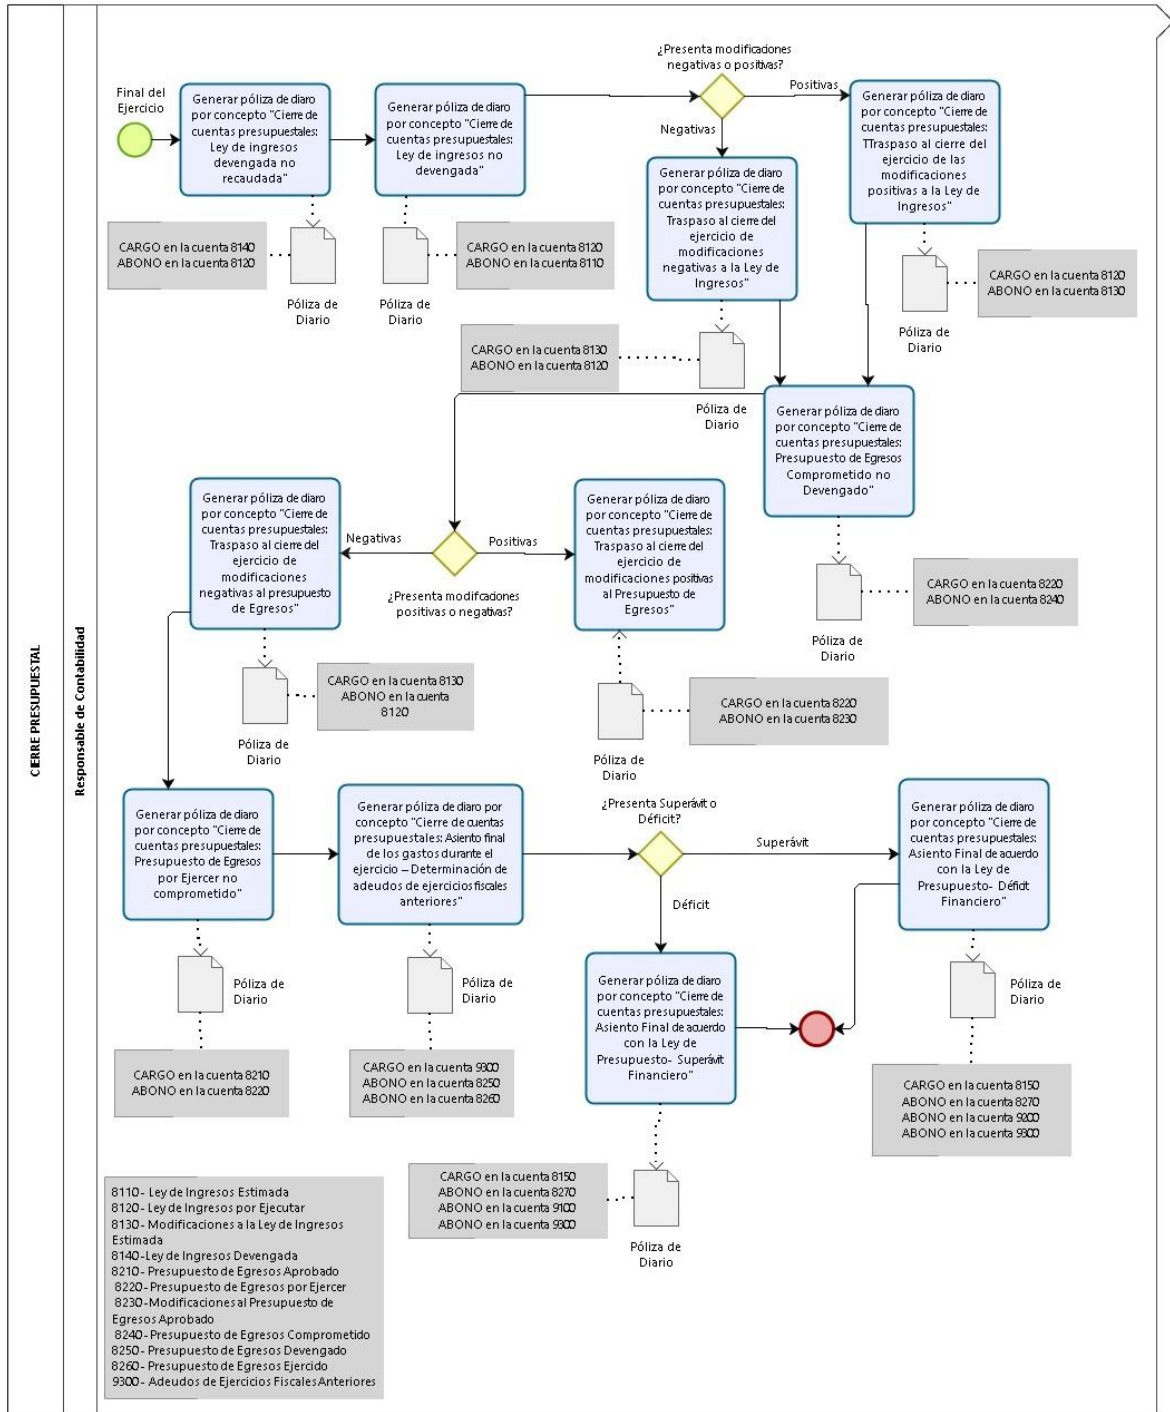 CIERRE PRESUPUESTAL
Responsable de Contabilidad
Final del
Ejercicio
Generar póliza de diaro
por concepto "Cierre de
cuentas presupuestales:
Ley de ingresos
devengada no
recaudada"
Generar póliza de diaro
por concepto "Cierre de
cuentas presupuestales:
Ley de ingresos no
devengada"
¿Presenta modificaciones
negativas o positivas?
Positivas
Negativas
Generar póliza de diaro
por concepto "Cierre de
cuentas presupuestales:
TTraspaso al cierre del
ejercicio de las
modificaciones
positivas a la Ley de
Ingresos"
Generar póliza de diaro
por concepto "Cierre de
cuentas presupuestales:
Traspaso al cierre del
ejercicio de
modificaciones
negativas a la Ley de
Ingresos"
CARGO en la cuenta 8140
ABONO en la cuenta 8120
Póliza de
Diario
Póliza de
Diario
CARGO en la cuenta 8120
ABONO en la cuenta 8110
Póliza de
Diario
CARGO en la cuenta 8120
ABONO en la cuenta 8130
CARGO en la cuenta 8130
ABONO en la cuenta 8120
Póliza de
Diario
Generar póliza de diaro
por concepto "Cierre de
cuentas presupuestales:
Presupuesto de Egresos
Comprometido no
Devengado"
Póliza de
Diario
CARGO en la cuenta 8220
ABONO en la cuenta 8240
Generar póliza de diaro
por concepto "Cierre de
cuentas presupuestales:
Traspaso al cierre del
ejercicio de
modificaciones
negativas al presupuesto
de Egresos"
Negativas
Positivas
¿Presenta modifcaciones
positivas o negativas?
Generar póliza de diaro
por concepto "Cierre de
cuentas presupuestales:
Traspaso al cierre del
ejercicio de
modificaciones positivas
al Presupuesto de
Egresos"
Póliza de
Diario
CARGO en la cuenta 8130
ABONO en la cuenta
8120
Póliza de
Diario
CARGO en la cuenta 8220
ABONO en la cuenta 8230
Generar póliza de diaro
por concepto "Cierre de
cuentas presupuestales:
Presupuesto de Egresos
por Ejercer no
comprometido"
Generar póliza de diaro por
concepto "Cierre de cuentas
presupuestales: Asiento final
de los gastos durante el
ejercicio – Determinación de
adeudos de ejercicios fiscales
anteriores"
¿Presenta Superávit o
Déficit?
Superávit
Déficit
Generar póliza de diaro
por concepto "Cierre de
cuentas presupuestales:
Asiento Final de acuerdo
con la Ley de
Presupuesto- Déficit
Financiero"
Generar póliza de diaro
por concepto "Cierre de
cuentas presupuestales:
Asiento Final de acuerdo
con la Ley de
Presupuesto- Superávit
Financiero"
Póliza de
Diario
CARGO en la cuenta 8210
ABONO en la cuenta 8220
Póliza de
Diario
CARGO en la cuenta 9300
ABONO en la cuenta 8250
ABONO en la cuenta 8260
Póliza de
Diario
CARGO en la cuenta 8150
ABONO en la cuenta 8270
ABONO en la cuenta 9200
ABONO en la cuenta 9300
CARGO en la cuenta 8150
ABONO en la cuenta 8270
ABONO en la cuenta 9100
ABONO en la cuenta 9300
Póliza de
Diario
8110- Ley de Ingresos Estimada
8120- Ley de Ingresos por Ejecutar
8130- Modificaciones a la Ley de Ingresos
Estimada
8140-Ley de Ingresos Devengada
8210- Presupuesto de Egresos Aprobado
8220- Presupuesto de Egresos por Ejercer
8230-Modificaciones al Presupuesto de
Egresos Aprobado
8240- Presupuesto de Egresos Comprometido
8250- Presupuesto de Egresos Devengado
8260- Presupuesto de Egresos Ejercido
9300- Adeudos de Ejercicios Fiscales Anteriores